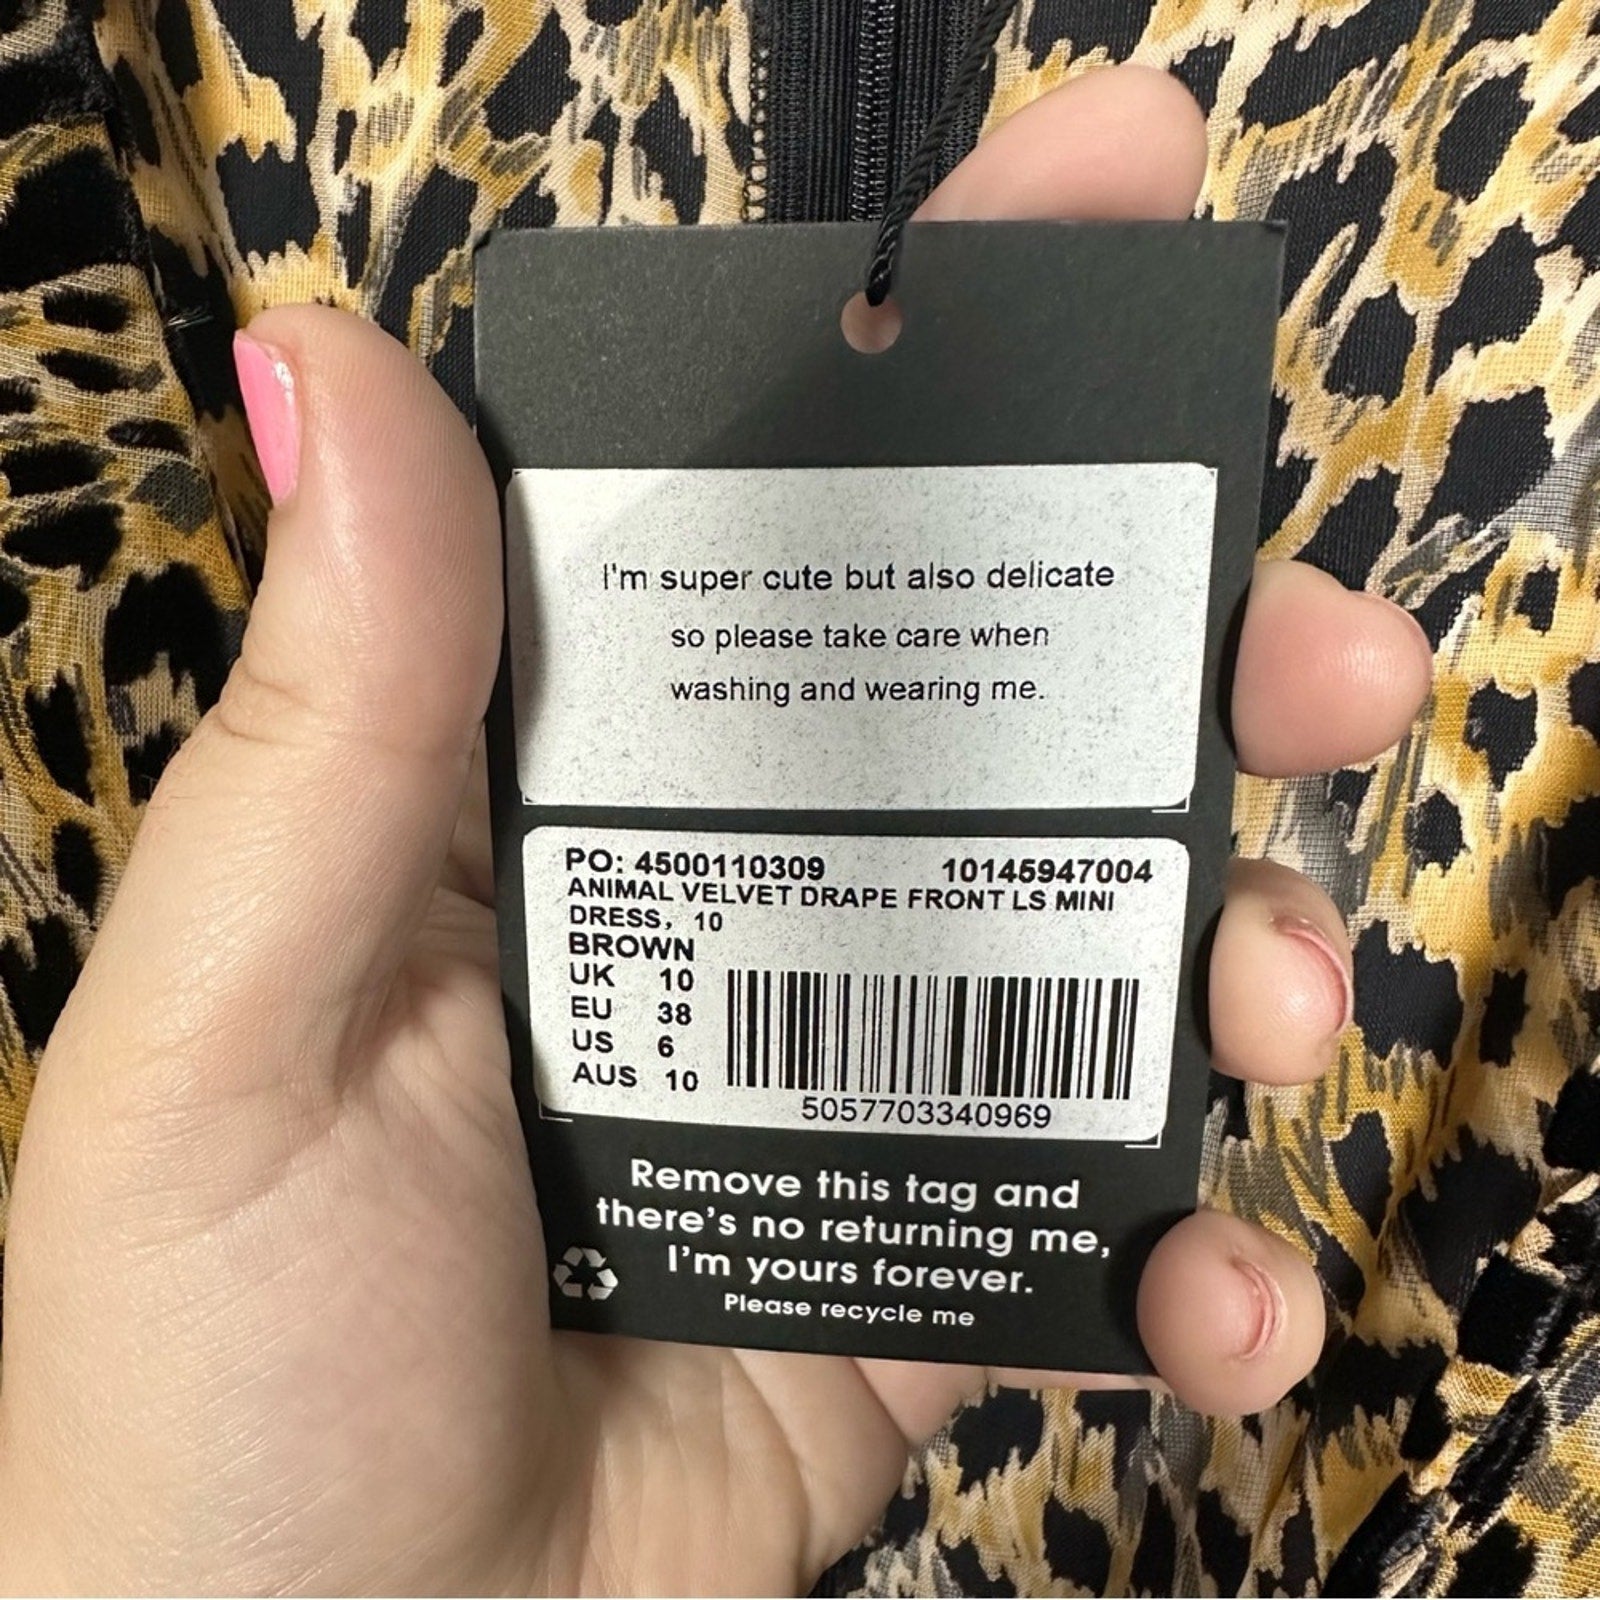 I'm super cute but also delicate
so please take care when
washing and wearing me.
PO: 4500110309 10145947004
ANIMAL VELVET DRAPE FRONT LS MINI
DRESS, 10
BROWN
UK 10
EU 38
US 6
AUS 10
5057703340969
Remove this tag and
there's no returning me,
I'm yours forever.
Please recycle me